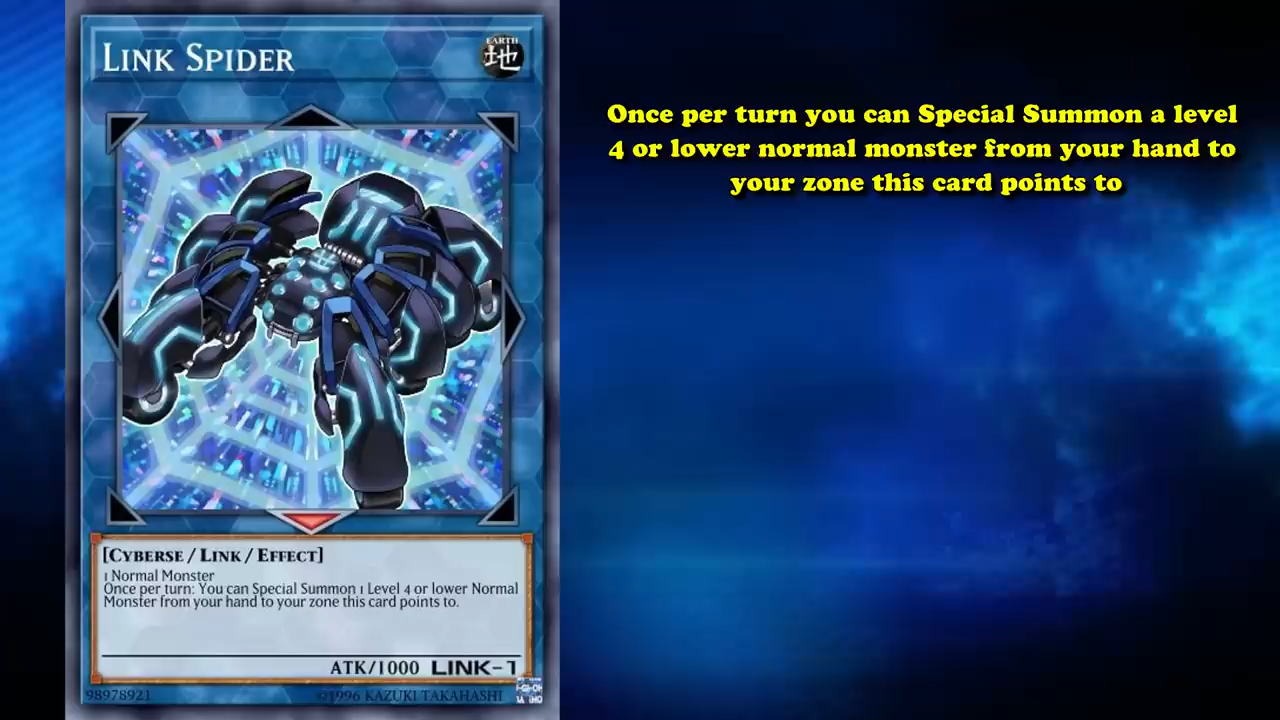 LINK SPIDER
EARTH
地
Once per turn you can Special Summon a level
4 or lower normal monster from your hand to
your zone this card points to
[CYBERSE / LINK / EFFECT]
1 Normal Monster
Once per turn: You can Special Summon 1 Level 4 or lower Normal
Monster from your hand to your zone this card points to.
ATK/1000 LINK-1
98978921
©1996 KAZUKI TAKAHASHI